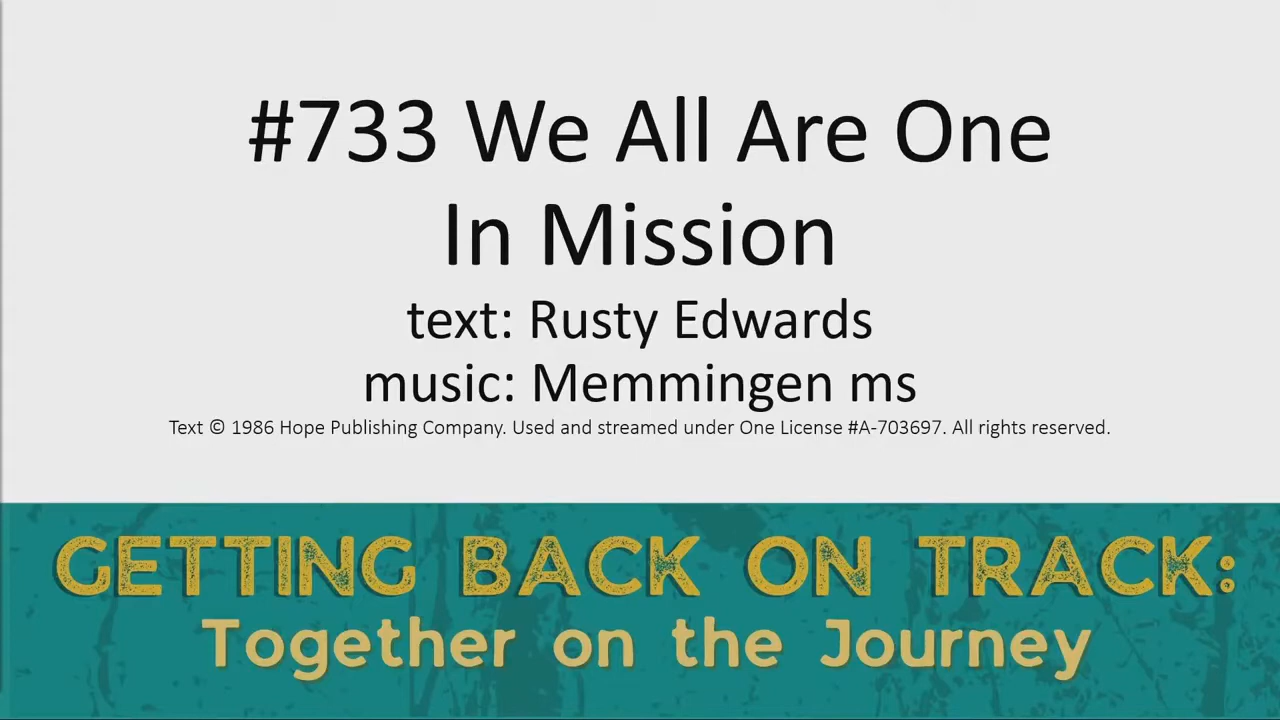 #733 We All Are One
In Mission
text: Rusty Edwards
music: Memmingen ms
Text © 1986 Hope Publishing Company. Used and streamed under One License #A-703697. All rights reserved.
GETTING BACK ON TRACK:
Together on the Journey